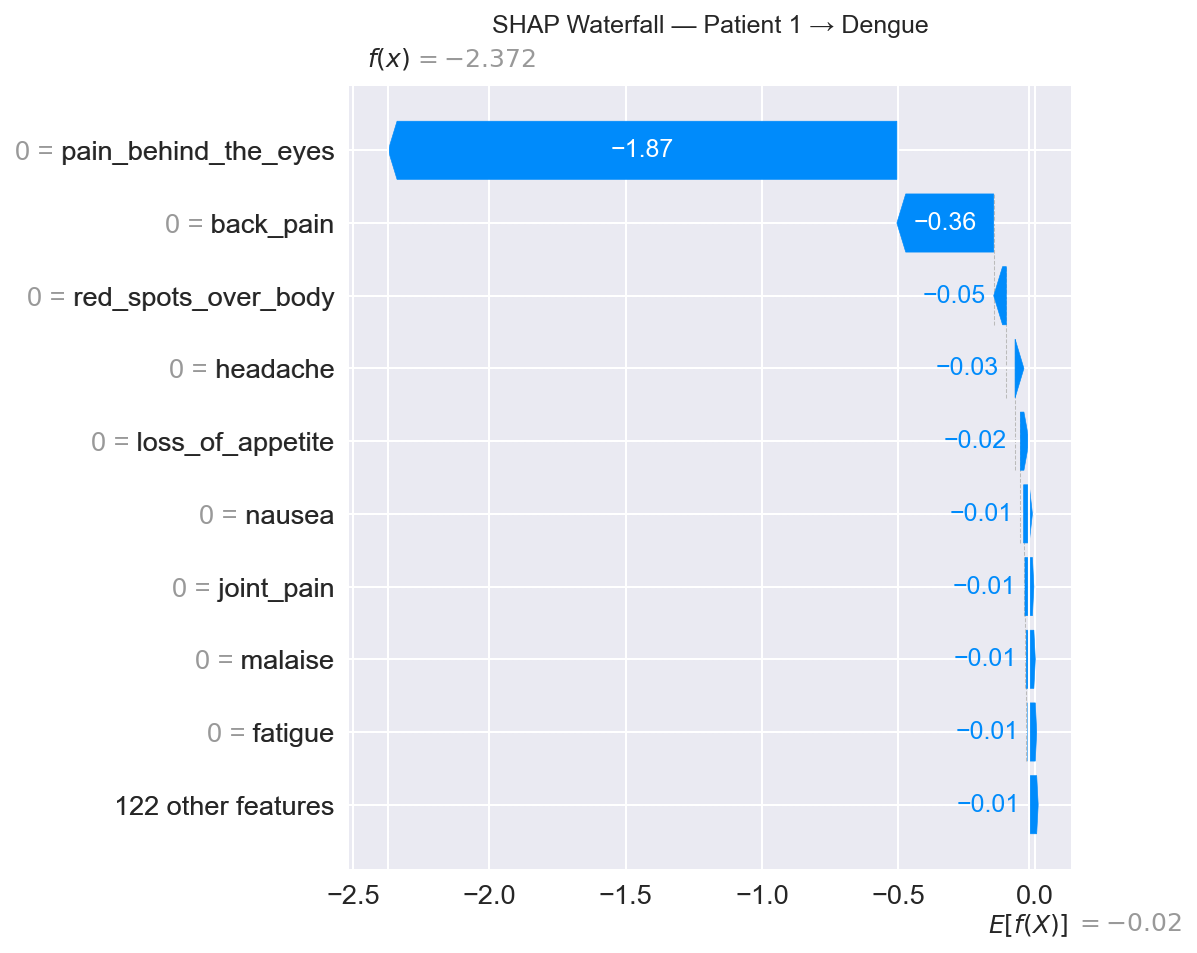 SHAP Waterfall — Patient 1 → Dengue
f(x) = −2.372
0 = pain_behind_the_eyes −1.87
0 = back_pain −0.36
0 = red_spots_over_body −0.05
0 = headache −0.03
0 = loss_of_appetite −0.02
0 = nausea −0.01
0 = joint_pain −0.01
0 = malaise −0.01
0 = fatigue −0.01
122 other features −0.01
−2.5 −2.0 −1.5 −1.0 −0.5 0.0
E[f(X)] = −0.02